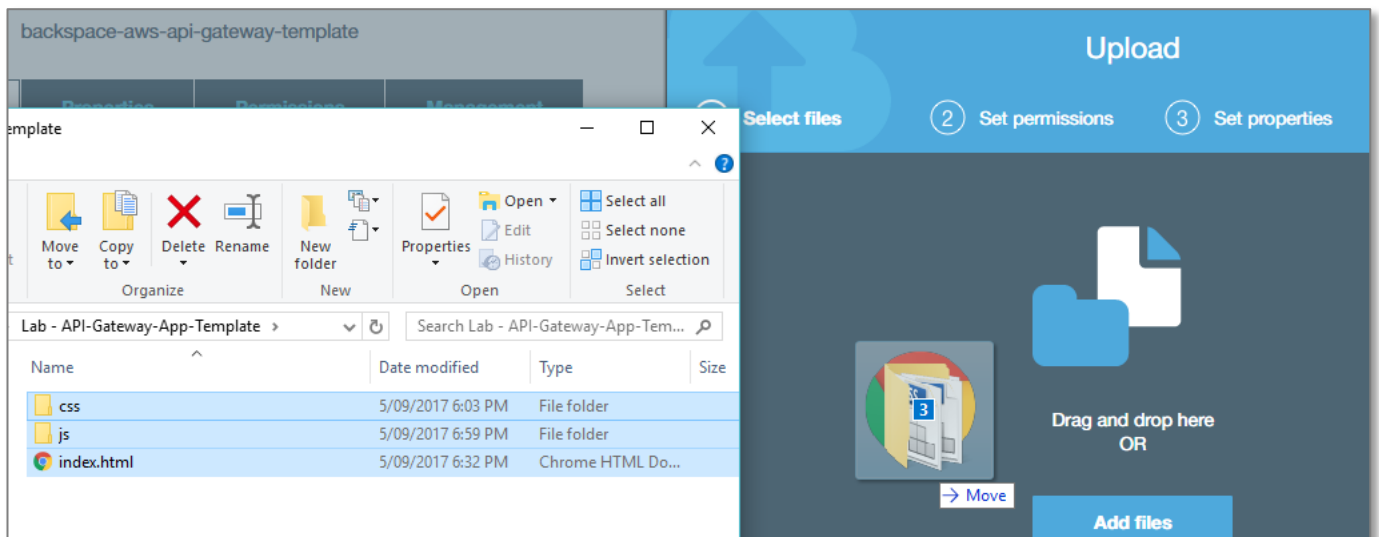 backspace-aws-api-gateway-template
Properties Permissions Management
Upload
Select files
2 Set permissions
3 Set properties
emplate
Move to
Copy to
Delete
Rename
New folder
Properties
Open
Edit
History
Select all
Select none
Invert selection
Organize
New
Open
Select
Lab - API-Gateway-App-Template
Search Lab - API-Gateway-App-Tem...
Name Date modified Type Size
css 5/09/2017 6:03 PM File folder
js 5/09/2017 6:59 PM File folder
index.html 5/09/2017 6:32 PM Chrome HTML Do...
3
Move
Drag and drop here
OR
Add files